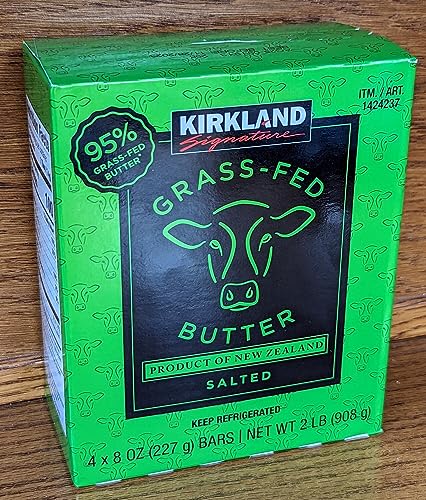 KIRKLAND
Signature
ITM. / ART.
1424237
95%
GRASS-FED
BUTTER
GRASS-FED
BUTTER
PRODUCT OF NEW ZEALAND
SALTED
KEEP REFRIGERATED
4 x 8 OZ (227 g) BARS | NET WT 2 LB (908 g)